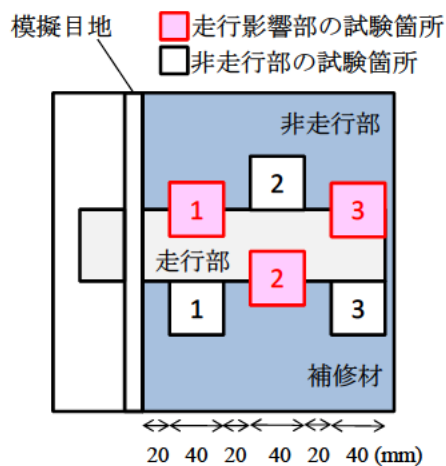 模擬目地
走行影響部の試験箇所
非走行部の試験箇所
非走行部
2
1
3
走行部
2
1
3
補修材
20 40 20 40 20 40 (mm)